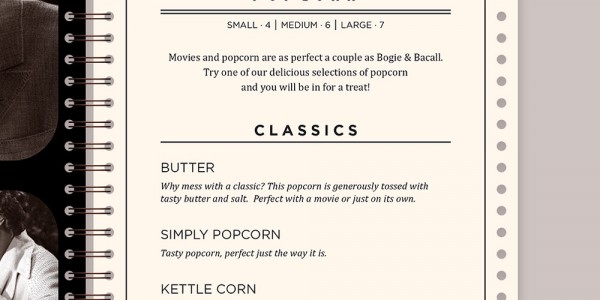 SMALL · 4 | MEDIUM · 6 | LARGE · 7
Movies and popcorn are as perfect a couple as Bogie & Bacall.
Try one of our delicious selections of popcorn
and you will be in for a treat!
CLASSICS
BUTTER
Why mess with a classic? This popcorn is generously tossed with
tasty butter and salt. Perfect with a movie or just on its own.
SIMPLY POPCORN
Tasty popcorn, perfect just the way it is.
KETTLE CORN